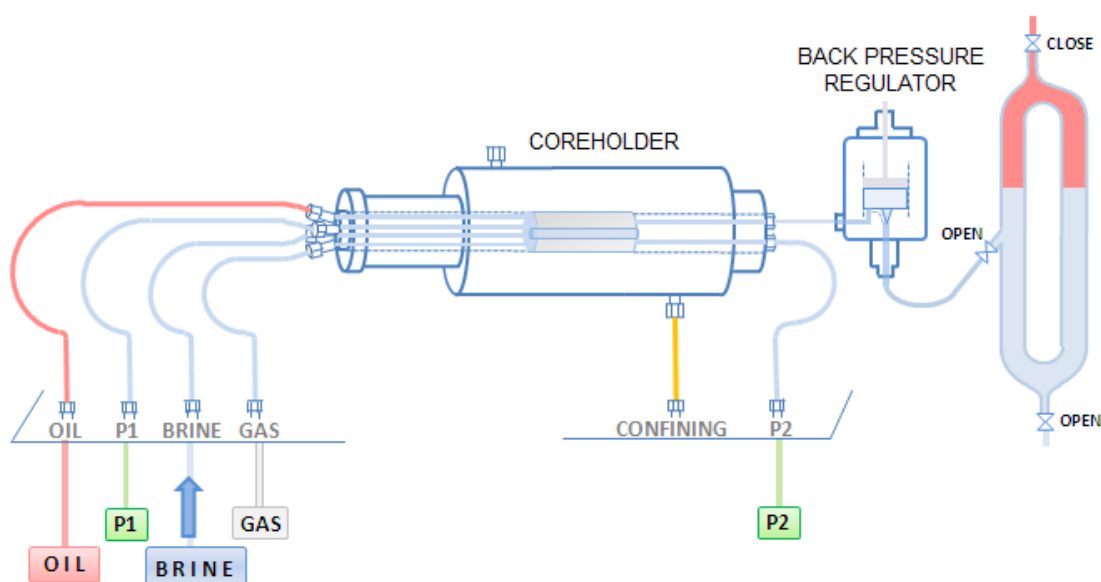 CLOSE
BACK PRESSURE
REGULATOR
COREHOLDER
OPEN
OIL P1 BRINE GAS
CONFINING P2
OPEN
P1
GAS
P2
OIL
BRINE